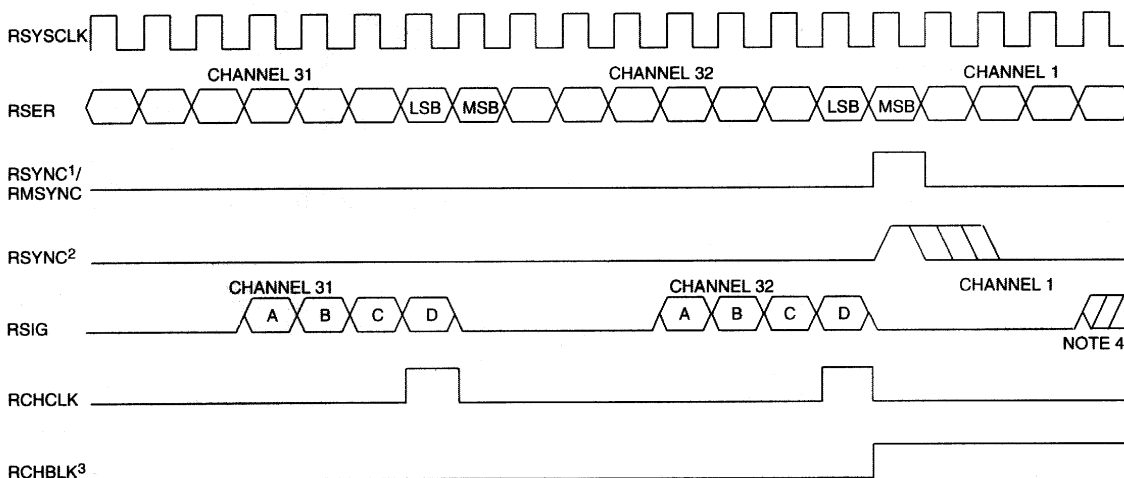 RSYSCLK
CHANNEL 31 CHANNEL 32 CHANNEL 1
RSER LSB MSB LSB MSB
RSYNC¹/
RMSYNC
RSYNC²
CHANNEL 31 CHANNEL 32 CHANNEL 1
RSIG A B C D A B C D
NOTE 4
RCHCLK
RCHBLK³